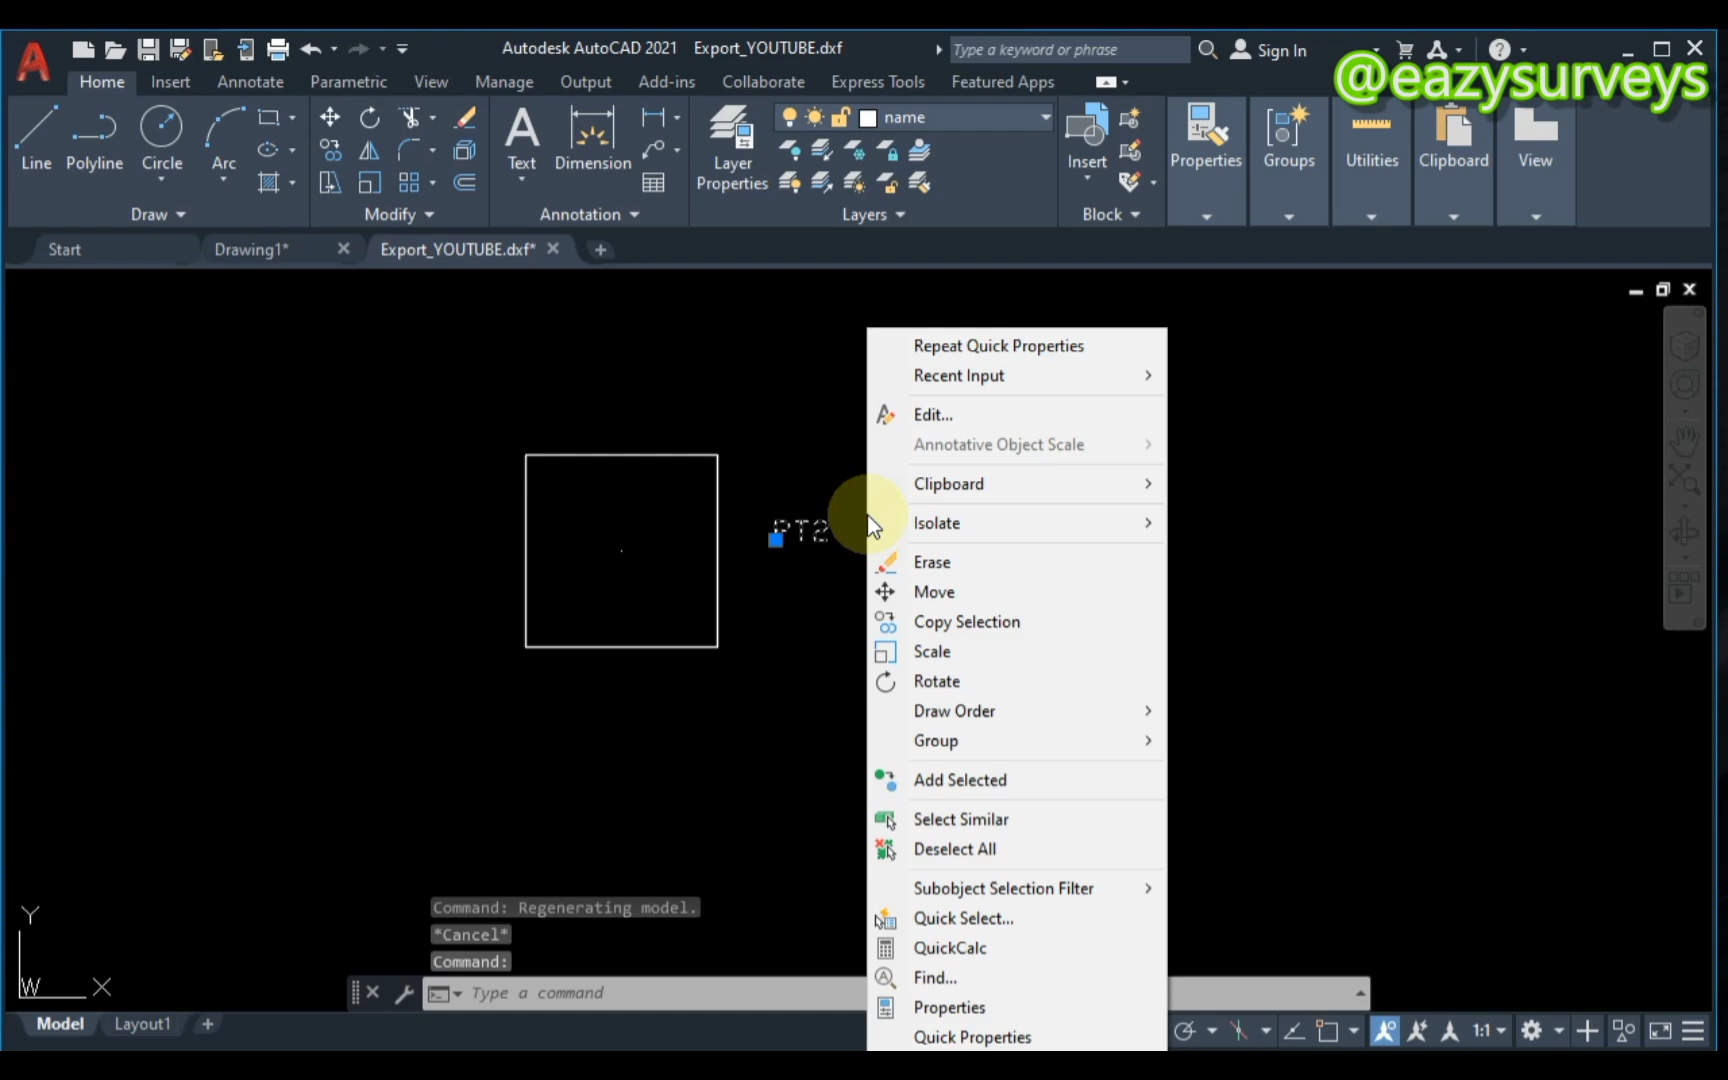 Autodesk AutoCAD 2021 Export_YOUTUBE.dxf
Type a keyword or phrase
Sign In
@eazysurveys
Home Insert Annotate Parametric View Manage Output Add-ins Collaborate Express Tools Featured Apps
name
Line Polyline Circle Arc
Text Dimension
Layer Properties
Insert
Properties Groups Utilities Clipboard View
Draw Modify Annotation Layers Block
Start Drawing1* Export_YOUTUBE.dxf*
PT2
Repeat Quick Properties
Recent Input
Edit...
Annotative Object Scale
Clipboard
Isolate
Erase
Move
Copy Selection
Scale
Rotate
Draw Order
Group
Add Selected
Select Similar
Deselect All
Subobject Selection Filter
Quick Select...
QuickCalc
Find...
Properties
Quick Properties
Command: Regenerating model.
*Cancel*
Command:
Type a command
Y
W X
Model Layout1
1:1